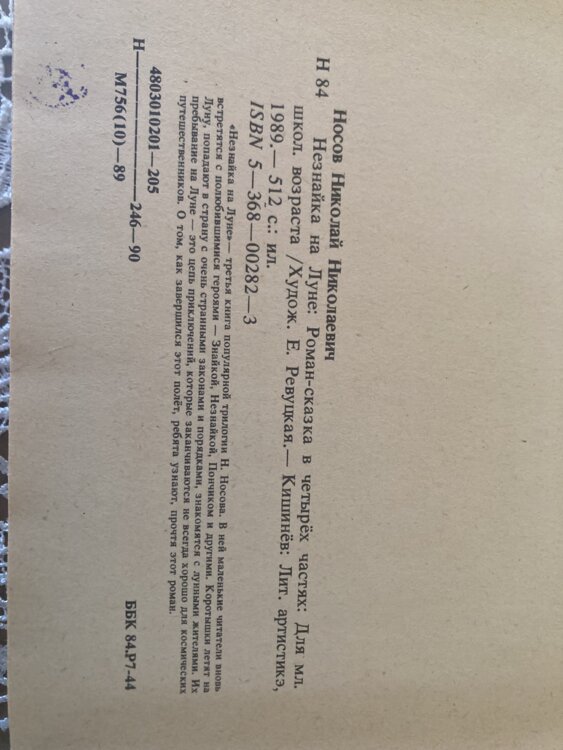 Носов Николай Николаевич
Н 84 Незнайка на Луне: Роман-сказка в четырёх частях: Для мл.
школ. возраста /Худож. Е. Ревуцкая.— Кишинёв: Лит. артистикэ,
1989.— 512 с.: ил.
ISBN 5—368—00282—3
«Незнайка на Луне»— третья книга популярной трилогии Н. Носова. В ней маленькие читатели вновь
встретятся с полюбившимися героями — Знайкой, Незнайкой, Пончиком и другими. Коротышки летят на
Луну, попадают в страну с очень странными законами и порядками, знакомятся с лунными жителями. Их
пребывание на Луне — это цепь приключений, которые заканчиваются не всегда хорошо для космических
путешественников. О том, как завершился этот полёт, ребята узнают, прочтя этот роман.
4803010201—205
Н————————246—90
М756(10)—89
ББК 84.Р7-44